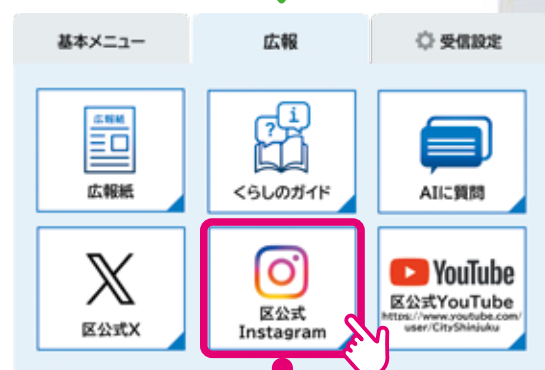 基本メニュー
広報
受信設定
広報紙
広報紙
くらしのガイド
AIに質問
区公式X
区公式
Instagram
YouTube
区公式YouTube
https://www.youtube.com/
user/CityShinjuku